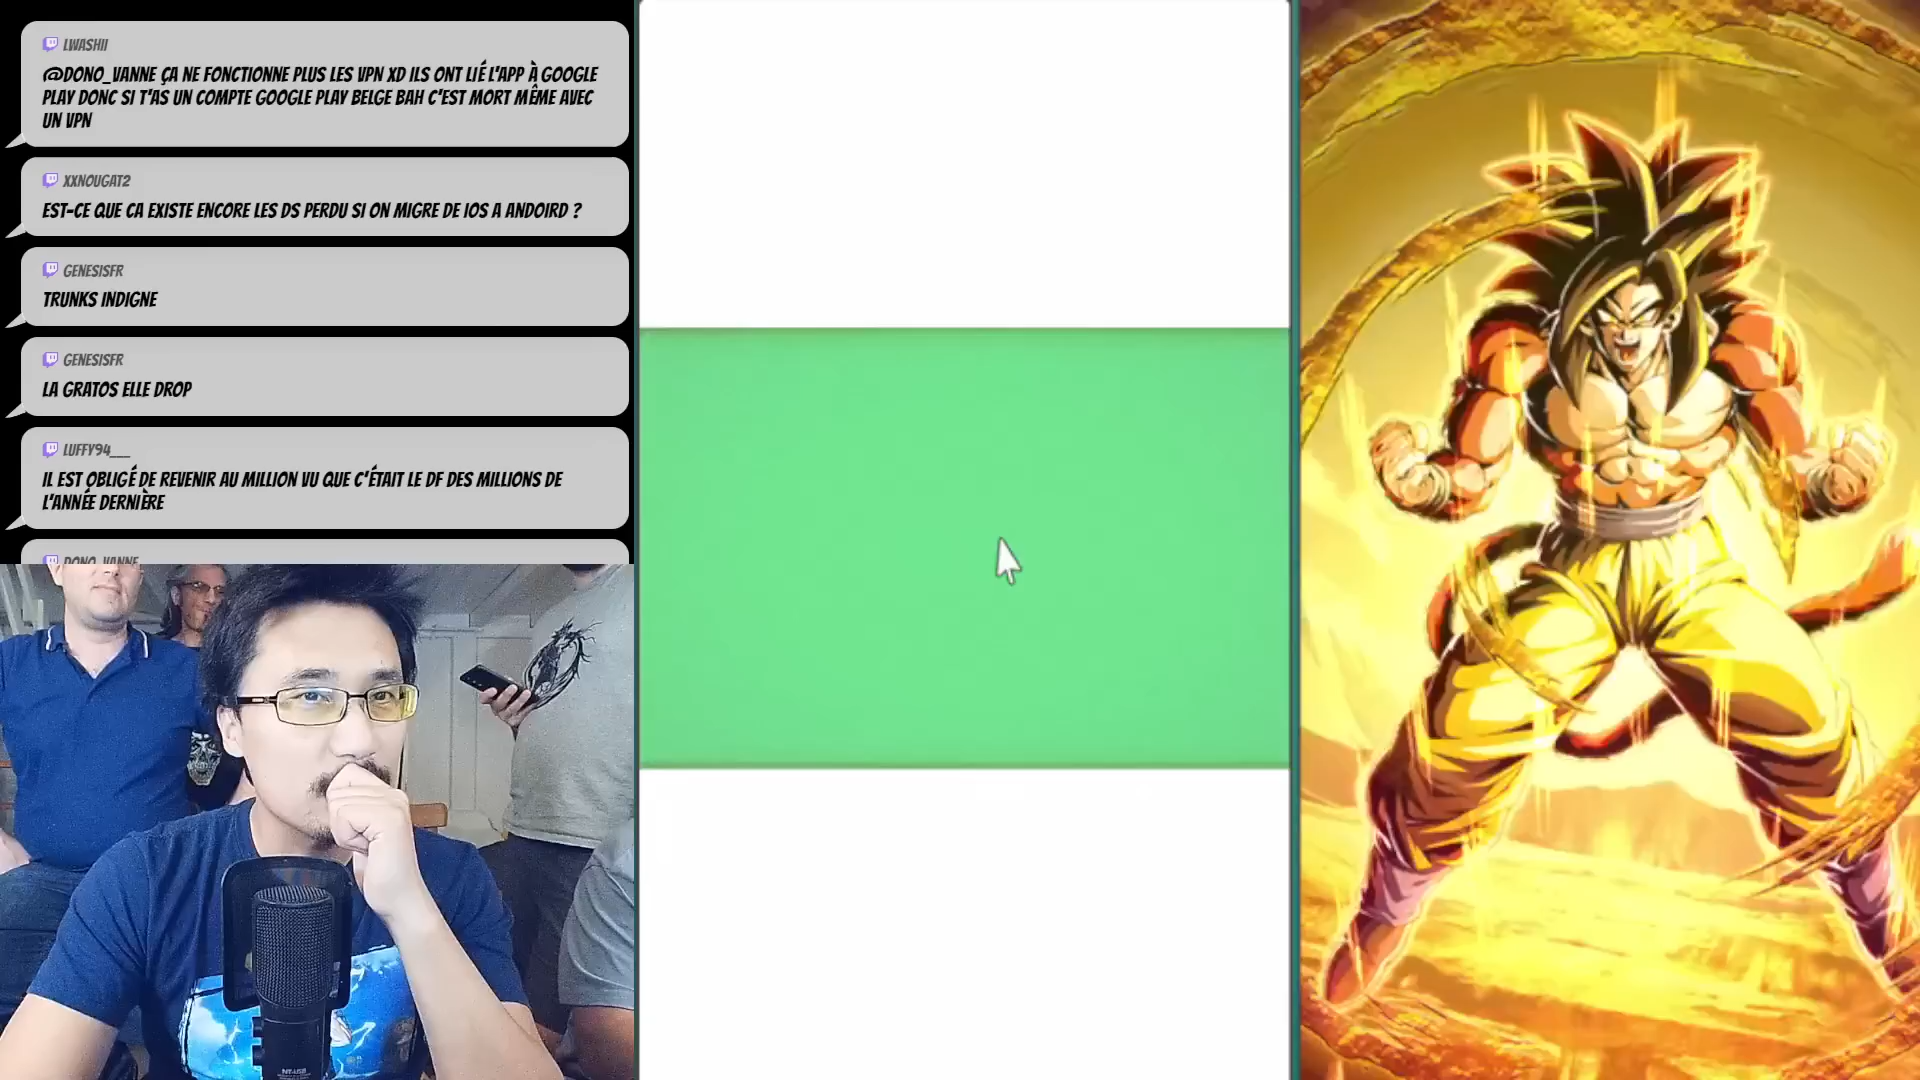 LWASHII
@DONO_VANNE ÇA NE FONCTIONNE PLUS LES VPN XD ILS ONT LIÉ L'APP À GOOGLE
PLAY DONC SI T'AS UN COMPTE GOOGLE PLAY BELGE BAH C'EST MORT MÊME AVEC
UN VPN
XXNOUGAT2
EST-CE QUE CA EXISTE ENCORE LES DS PERDU SI ON MIGRE DE IOS A ANDOIRD ?
GENESISFR
TRUNKS INDIGNE
GENESISFR
LA GRATOS ELLE DROP
LUFFY94___
IL EST OBLIGÉ DE REVENIR AU MILLION VU QUE C'ÉTAIT LE DF DES MILLIONS DE
L'ANNÉE DERNIÈRE
DONO_VANNE